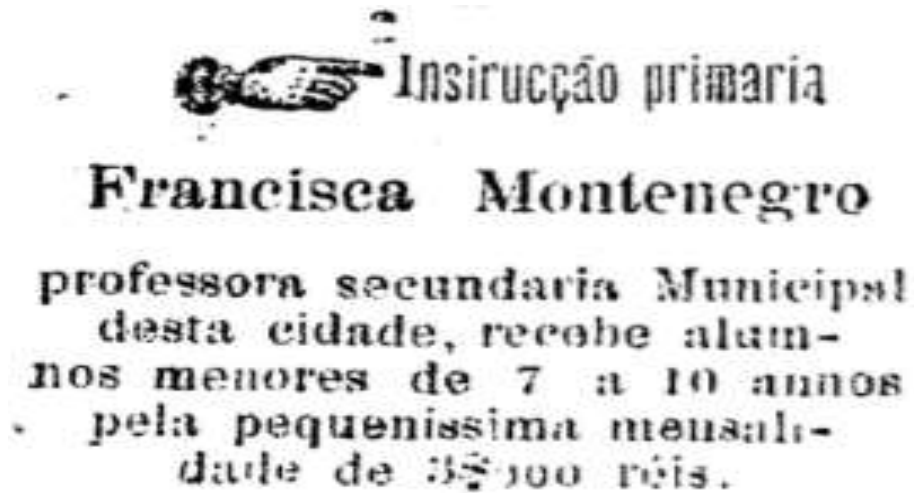 Insirucção primaria
Francisca Montenegro
professora secundaria Municipal
desta cidade, recebe alum-
nos menores de 7 a 10 annos
pela pequenissima mensali-
dade de 3$000 réis.